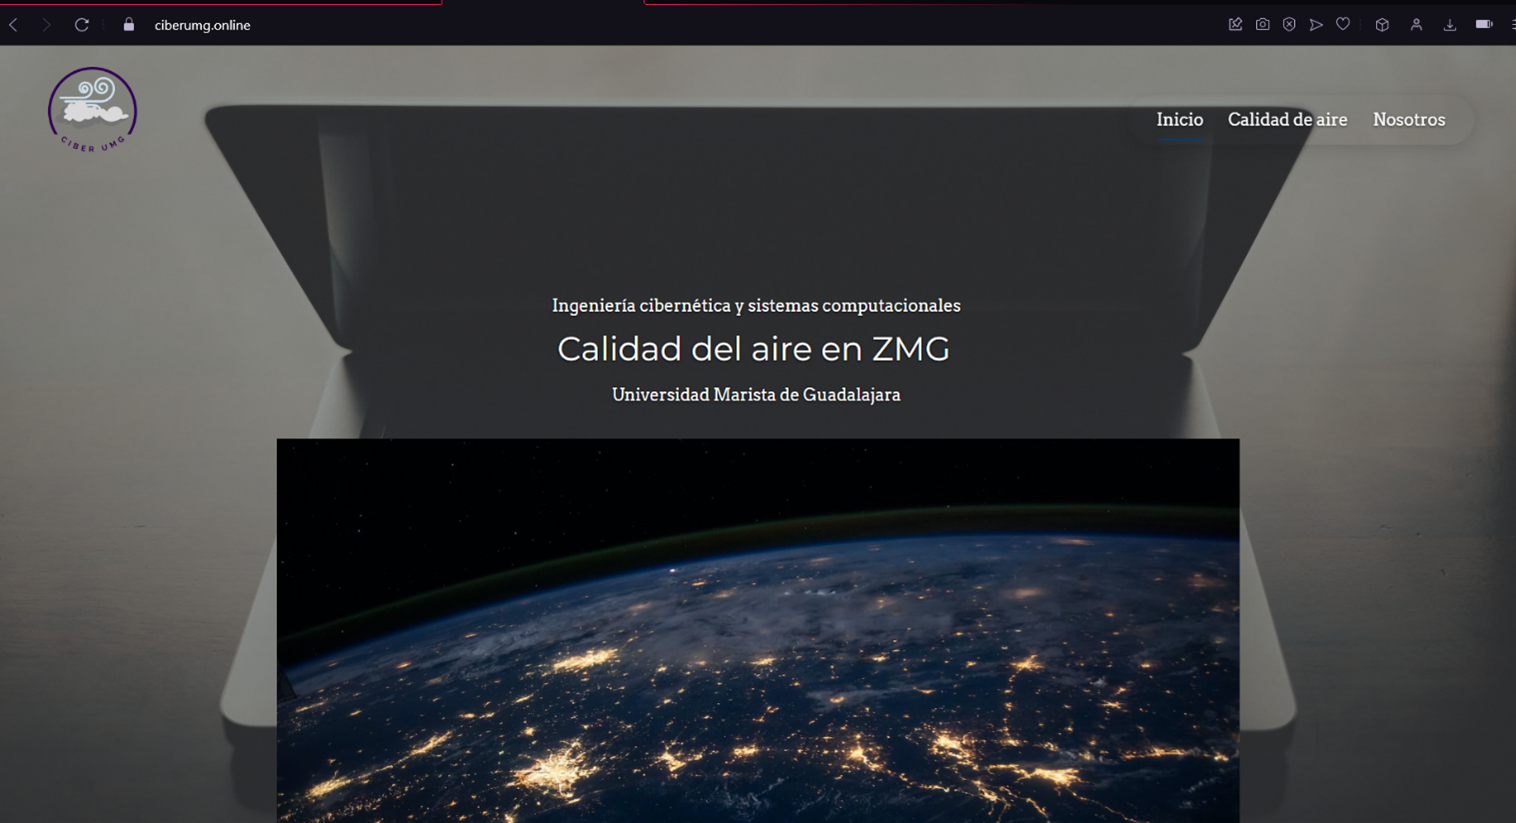 ciberumg.online
CIBER UMG
Inicio Calidad de aire Nosotros
Ingeniería cibernética y sistemas computacionales
Calidad del aire en ZMG
Universidad Marista de Guadalajara